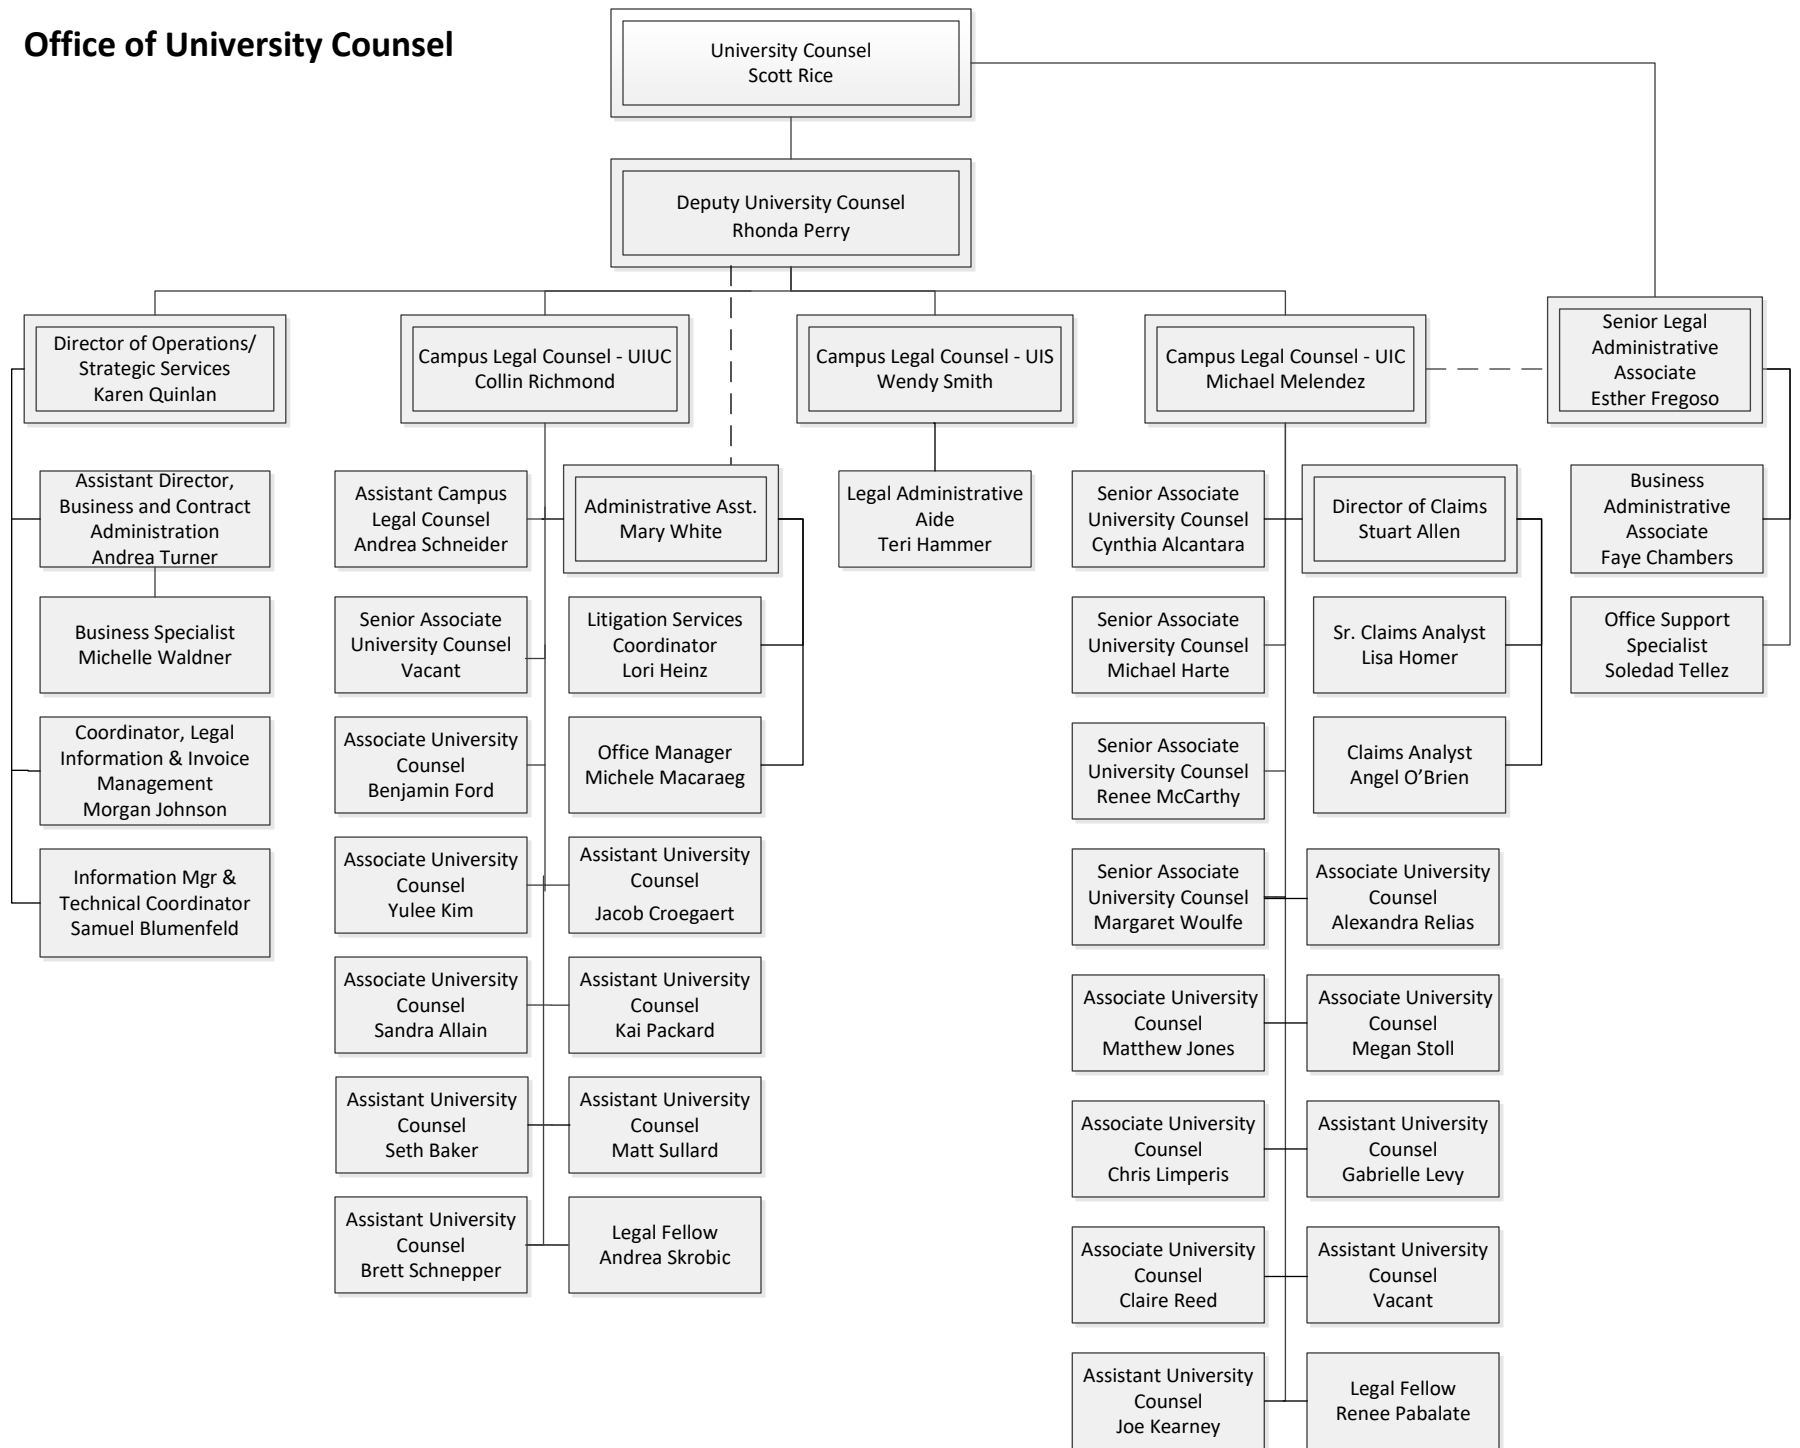 Office of University Counsel
University Counsel
Scott Rice
Deputy University Counsel
Rhonda Perry
Director of Operations/
Strategic Services
Karen Quinlan
Campus Legal Counsel - UIUC
Collin Richmond
Campus Legal Counsel - UIS
Wendy Smith
Campus Legal Counsel - UIC
Michael Melendez
Senior Legal
Administrative
Associate
Esther Fregoso
Assistant Director,
Business and Contract
Administration
Andrea Turner
Business Specialist
Michelle Waldner
Coordinator, Legal
Information & Invoice
Management
Morgan Johnson
Information Mgr &
Technical Coordinator
Samuel Blumenfeld
Assistant Campus
Legal Counsel
Andrea Schneider
Administrative Asst.
Mary White
Senior Associate
University Counsel
Vacant
Litigation Services
Coordinator
Lori Heinz
Associate University
Counsel
Benjamin Ford
Office Manager
Michele Macaraeg
Associate University
Counsel
Yulee Kim
Assistant University
Counsel
Jacob Croegaert
Associate University
Counsel
Sandra Allain
Assistant University
Counsel
Kai Packard
Assistant University
Counsel
Seth Baker
Assistant University
Counsel
Matt Sullard
Assistant University
Counsel
Brett Schnepper
Legal Fellow
Andrea Skrobic
Legal Administrative
Aide
Teri Hammer
Senior Associate
University Counsel
Cynthia Alcantara
Director of Claims
Stuart Allen
Senior Associate
University Counsel
Michael Harte
Sr. Claims Analyst
Lisa Homer
Senior Associate
University Counsel
Renee McCarthy
Claims Analyst
Angel O’Brien
Senior Associate
University Counsel
Margaret Woulfe
Associate University
Counsel
Alexandra Relias
Associate University
Counsel
Matthew Jones
Associate University
Counsel
Megan Stoll
Associate University
Counsel
Chris Limperis
Assistant University
Counsel
Gabrielle Levy
Associate University
Counsel
Claire Reed
Assistant University
Counsel
Vacant
Assistant University
Counsel
Joe Kearney
Legal Fellow
Renee Pabalate
Business
Administrative
Associate
Faye Chambers
Office Support
Specialist
Soledad Tellez